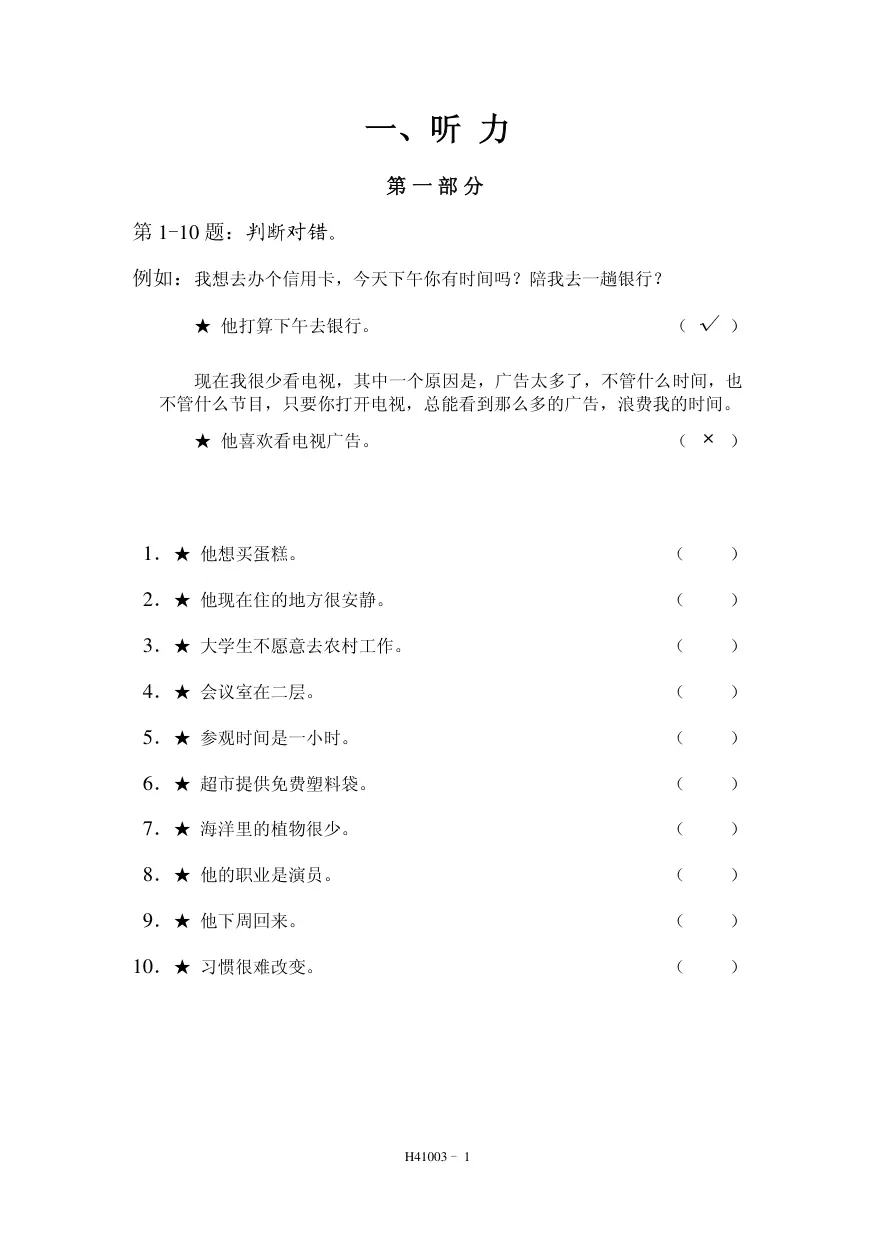 一、听 力
第 一 部 分
第 1-10 题：判断对错。
例如：我想去办个信用卡，今天下午你有时间吗？陪我去一趟银行？
★ 他打算下午去银行。 （ √ ）
现在我很少看电视，其中一个原因是，广告太多了，不管什么时间，也
不管什么节目，只要你打开电视，总能看到那么多的广告，浪费我的时间。
★ 他喜欢看电视广告。 （ × ）
1．★ 他想买蛋糕。 （ ）
2．★ 他现在住的地方很安静。 （ ）
3．★ 大学生不愿意去农村工作。 （ ）
4．★ 会议室在二层。 （ ）
5．★ 参观时间是一小时。 （ ）
6．★ 超市提供免费塑料袋。 （ ）
7．★ 海洋里的植物很少。 （ ）
8．★ 他的职业是演员。 （ ）
9．★ 他下周回来。 （ ）
10．★ 习惯很难改变。 （ ）
H41003 - 1